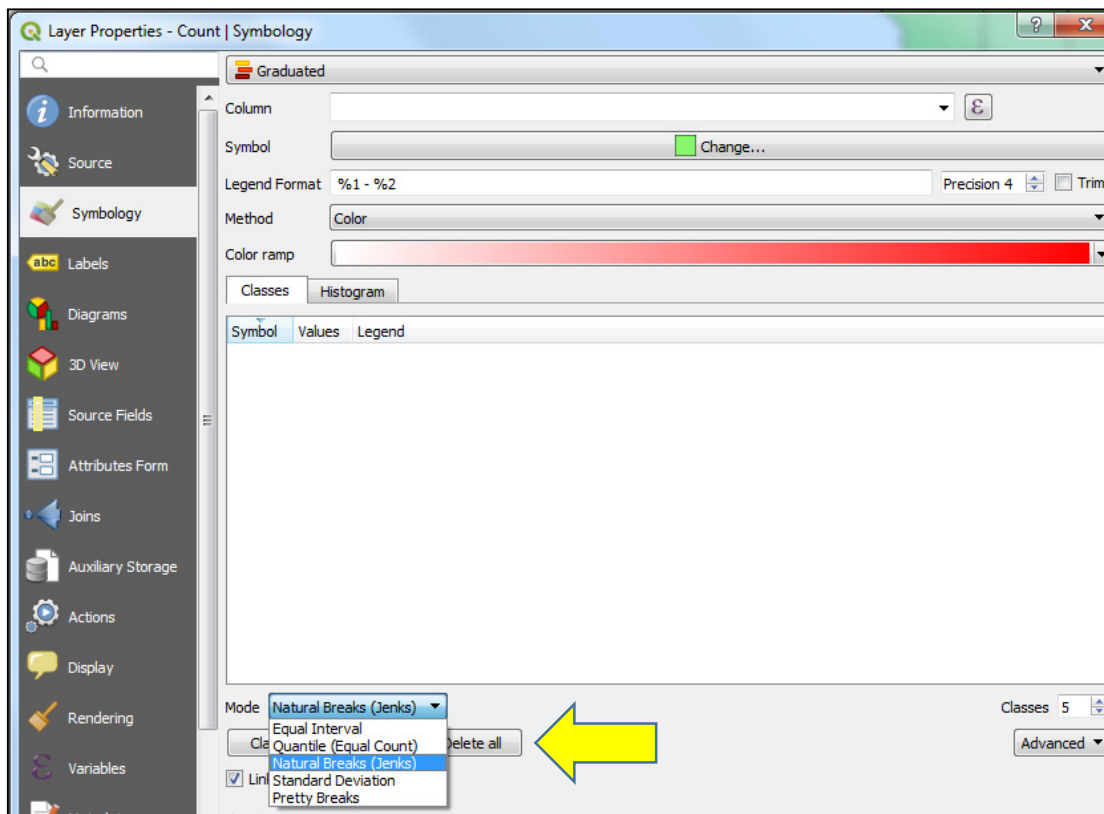 Layer Properties - Count | Symbology
Information
Source
Symbology
abc Labels
Diagrams
3D View
Source Fields
Attributes Form
Joins
Auxiliary Storage
Actions
Display
Rendering
Variables
Graduated
Column
Symbol Change...
Legend Format %1 - %2 Precision 4 Trim
Method Color
Color ramp
Classes Histogram
Symbol Values Legend
Mode Natural Breaks (Jenks) Classes 5
Equal Interval
Quantile (Equal Count)
Natural Breaks (Jenks)
Standard Deviation
Pretty Breaks
Delete all Advanced